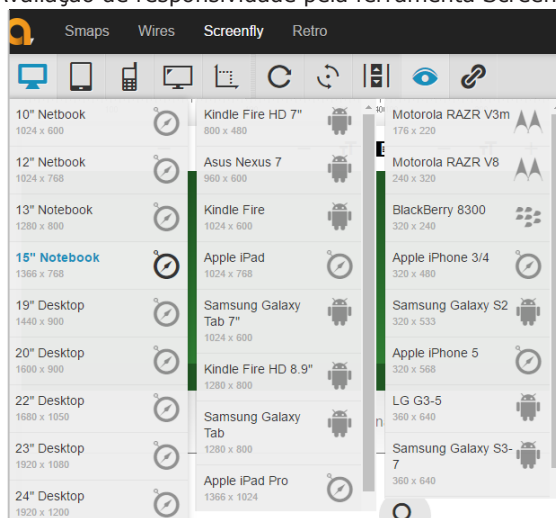 Avaliação de responsividade pela ferramenta Screen
Smaps Wires Screenfly Retro
10" Netbook
1024 x 600
12" Netbook
1024 x 768
13" Notebook
1280 x 800
15" Notebook
1366 x 768
19" Desktop
1440 x 900
20" Desktop
1600 x 900
22" Desktop
1680 x 1050
23" Desktop
1920 x 1080
24" Desktop
1920 x 1200
Kindle Fire HD 7"
800 x 480
Asus Nexus 7
960 x 600
Kindle Fire
1024 x 600
Apple iPad
1024 x 768
Samsung Galaxy
Tab 7"
1024 x 600
Kindle Fire HD 8.9"
1280 x 800
Samsung Galaxy
Tab
1280 x 800
Apple iPad Pro
1366 x 1024
Motorola RAZR V3m
176 x 220
Motorola RAZR V8
240 x 320
BlackBerry 8300
320 x 240
Apple iPhone 3/4
320 x 480
Samsung Galaxy S2
320 x 533
Apple iPhone 5
320 x 568
LG G3-5
360 x 640
Samsung Galaxy S3-
7
360 x 640